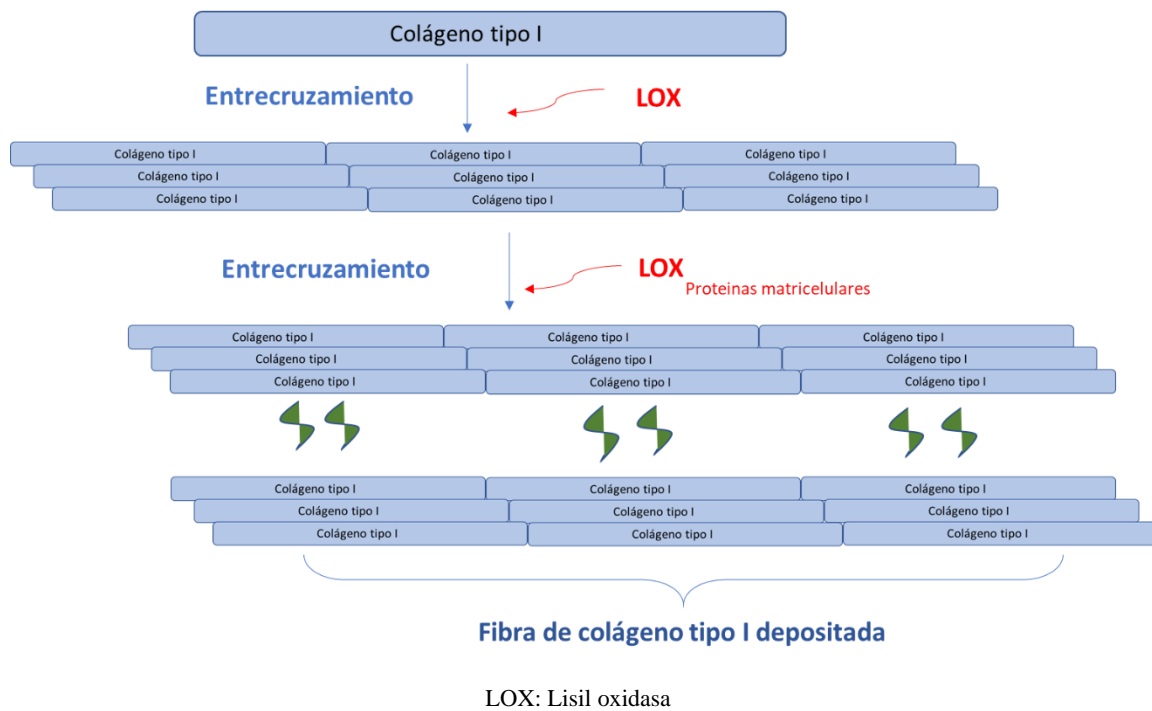 Colágeno tipo I
Entrecruzamiento
LOX
Colágeno tipo I Colágeno tipo I Colágeno tipo I
Colágeno tipo I Colágeno tipo I Colágeno tipo I
Colágeno tipo I Colágeno tipo I Colágeno tipo I
Entrecruzamiento
LOX
Proteinas matricelulares
Colágeno tipo I Colágeno tipo I Colágeno tipo I
Colágeno tipo I Colágeno tipo I Colágeno tipo I
Colágeno tipo I Colágeno tipo I Colágeno tipo I
Colágeno tipo I Colágeno tipo I Colágeno tipo I
Colágeno tipo I Colágeno tipo I Colágeno tipo I
Colágeno tipo I Colágeno tipo I Colágeno tipo I
Fibra de colágeno tipo I depositada
LOX: Lisil oxidasa